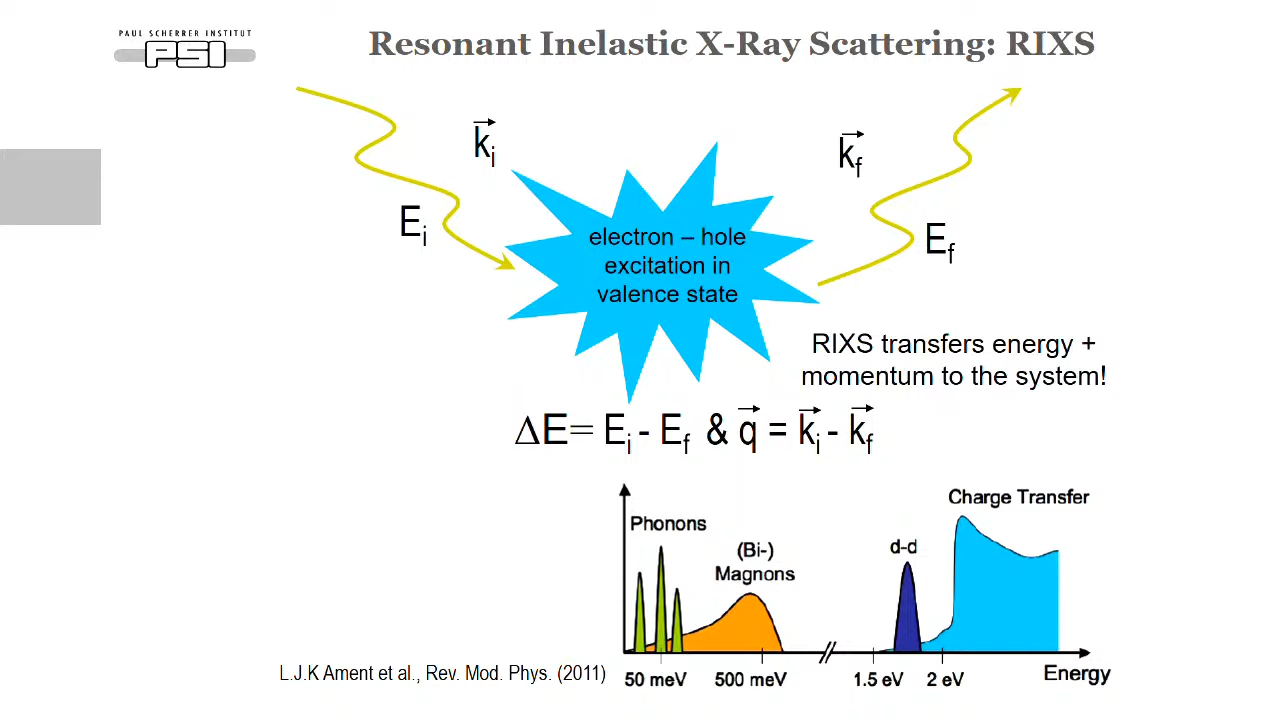 PAUL SCHERRER INSTITUT
PSI
Resonant Inelastic X-Ray Scattering: RIXS
k⃗i
k⃗f
Ei
Ef
electron – hole
excitation in
valence state
RIXS transfers energy +
momentum to the system!
ΔE= Ei - Ef & q⃗ = k⃗i - k⃗f
Charge Transfer
Phonons
(Bi-)
Magnons
d-d
L.J.K Ament et al., Rev. Mod. Phys. (2011)
50 meV
500 meV
1.5 eV
2 eV
Energy